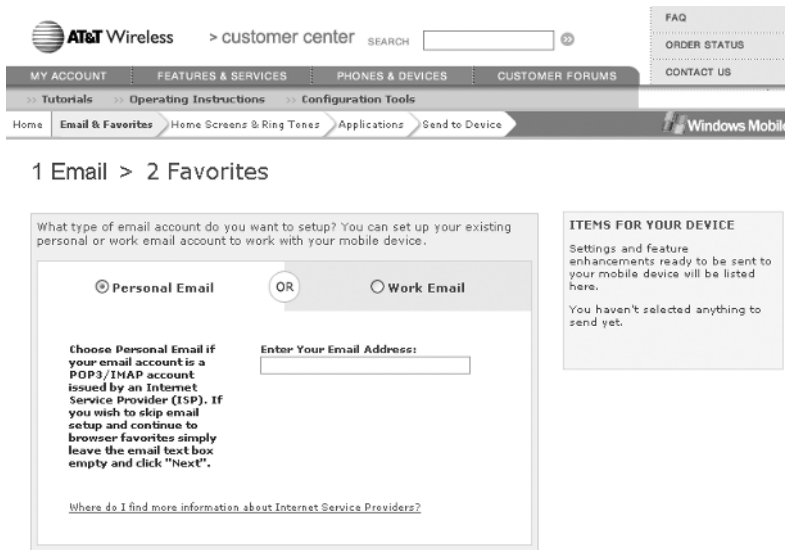 AT&T Wireless > customer center SEARCH
FAQ
ORDER STATUS
CONTACT US
MY ACCOUNT FEATURES & SERVICES PHONES & DEVICES CUSTOMER FORUMS
>> Tutorials >> Operating Instructions >> Configuration Tools
Home Email & Favorites Home Screens & Ring Tones Applications Send to Device
Windows Mobile
1 Email > 2 Favorites
What type of email account do you want to setup? You can set up your existing
personal or work email account to work with your mobile device.
Personal Email OR Work Email
Choose Personal Email if
your email account is a
POP3/IMAP account
issued by an Internet
Service Provider (ISP). If
you wish to skip email
setup and continue to
browser favorites simply
leave the email text box
empty and click "Next".
Enter Your Email Address:
Where do I find more information about Internet Service Providers?
ITEMS FOR YOUR DEVICE
Settings and feature
enhancements ready to be sent to
your mobile device will be listed
here.
You haven't selected anything to
send yet.